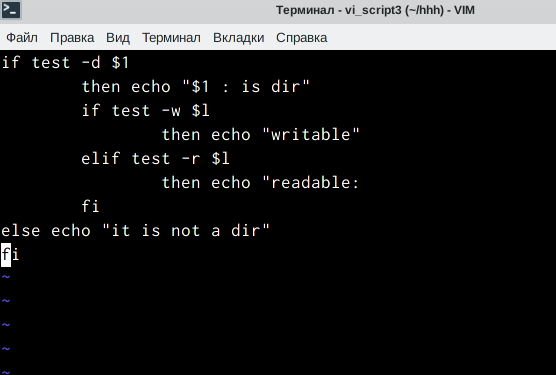 Терминал - vi_script3 (~/hhh) - VIM
Файл Правка Вид Терминал Вкладки Справка
if test -d $1
then echo "$1 : is dir"
if test -w $l
then echo "writable"
elif test -r $l
then echo "readable:
fi
else echo "it is not a dir"
fi
~
~
~
~
~